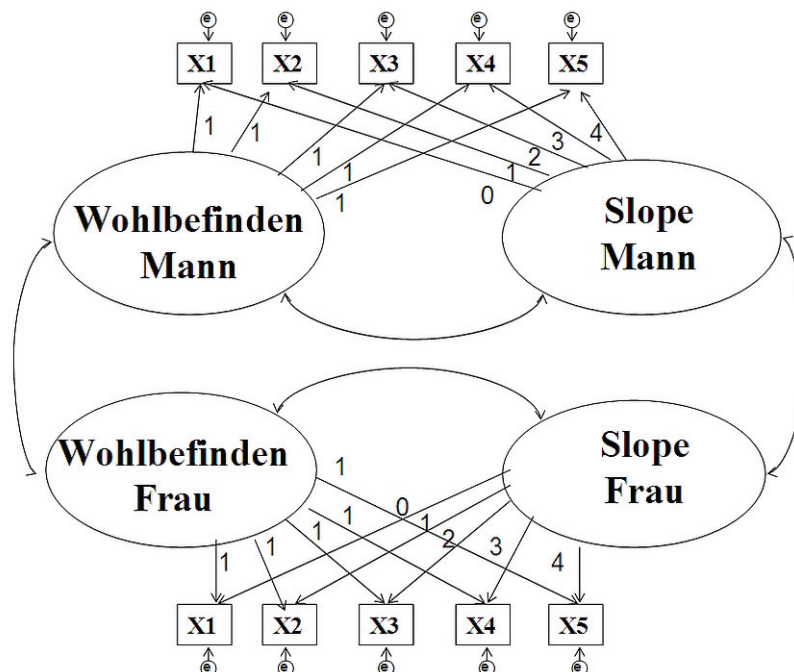 e e e e e
X1 X2 X3 X4 X5
1 1 1 1 1 0 1 2 3 4
Wohlbefinden
Mann
Slope
Mann
Wohlbefinden
Frau
Slope
Frau
1 1 1 1 1 0 1 2 3 4
X1 X2 X3 X4 X5
e e e e e